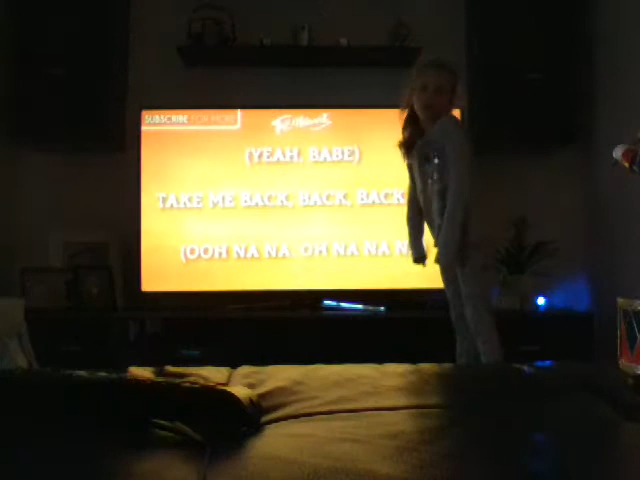 SUBSCRIBE FOR MORE
(YEAH, BABE)
TAKE ME BACK, BACK, BACK
(OOH NA NA, OH NA NA N